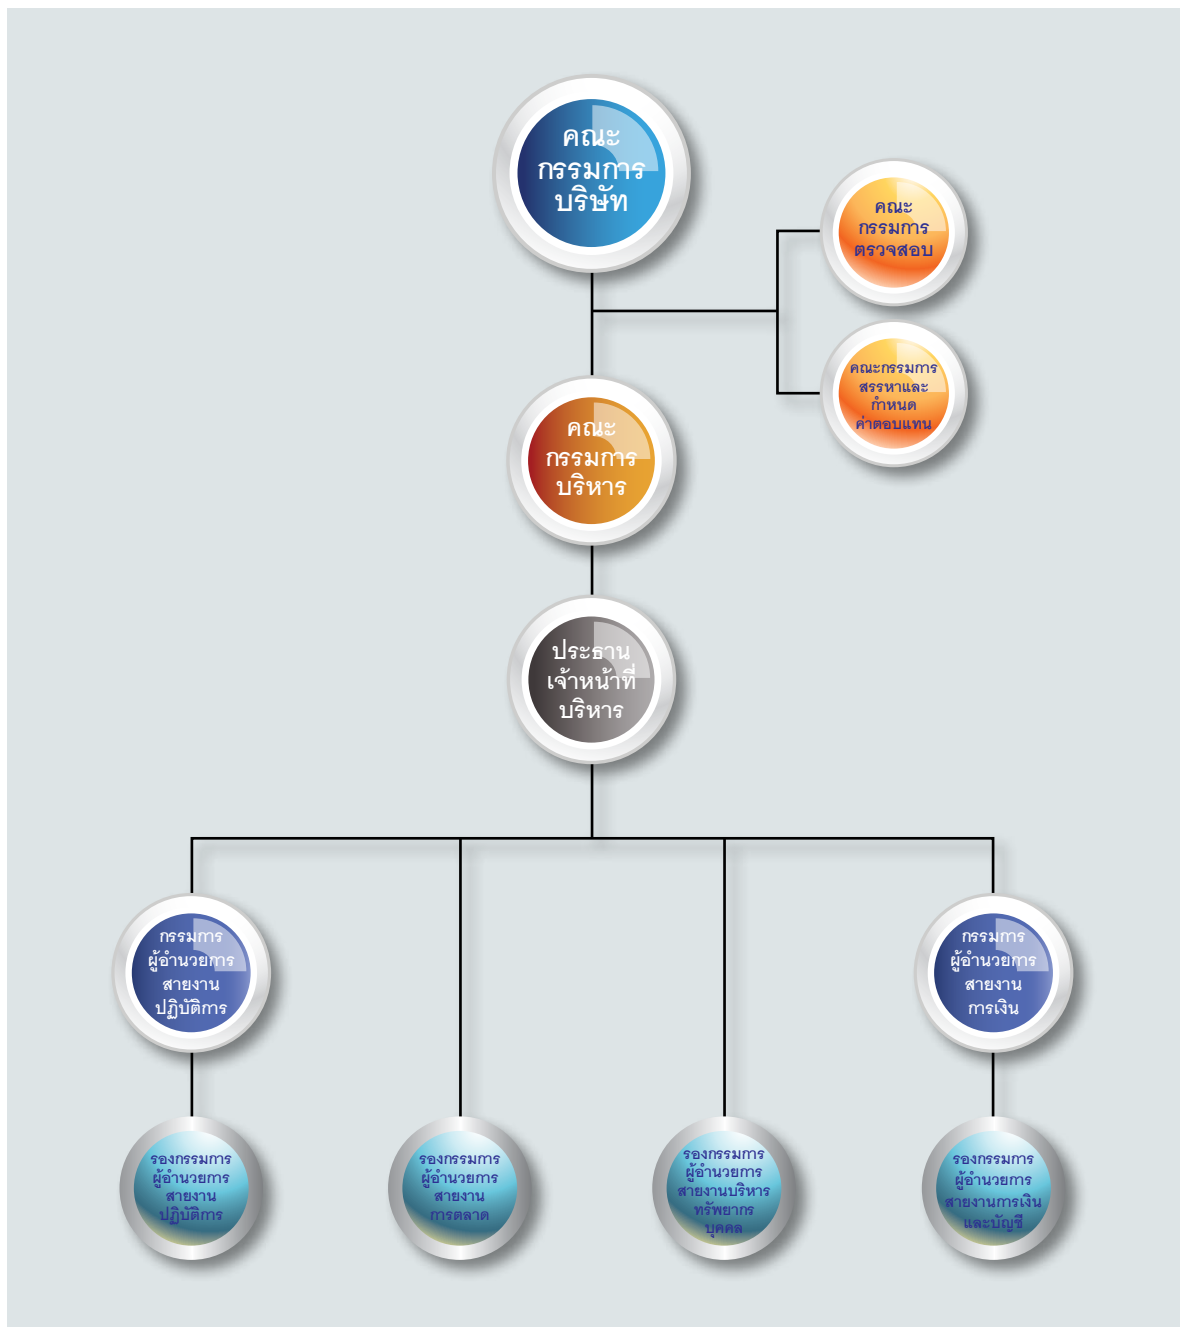 คณะ
กรรมการ
บริษัท
คณะ
กรรมการ
ตรวจสอบ
คณะกรรมการ
สรรหาและ
กำหนด
ค่าตอบแทน
คณะ
กรรมการ
บริหาร
ประธาน
เจ้าหน้าที่
บริหาร
กรรมการ
ผู้อำนวยการ
สายงาน
ปฏิบัติการ
กรรมการ
ผู้อำนวยการ
สายงาน
การเงิน
รองกรรมการ
ผู้อำนวยการ
สายงาน
ปฏิบัติการ
รองกรรมการ
ผู้อำนวยการ
สายงาน
การตลาด
รองกรรมการ
ผู้อำนวยการ
สายงานบริหาร
ทรัพยากร
บุคคล
รองกรรมการ
ผู้อำนวยการ
สายงานการเงิน
และบัญชี